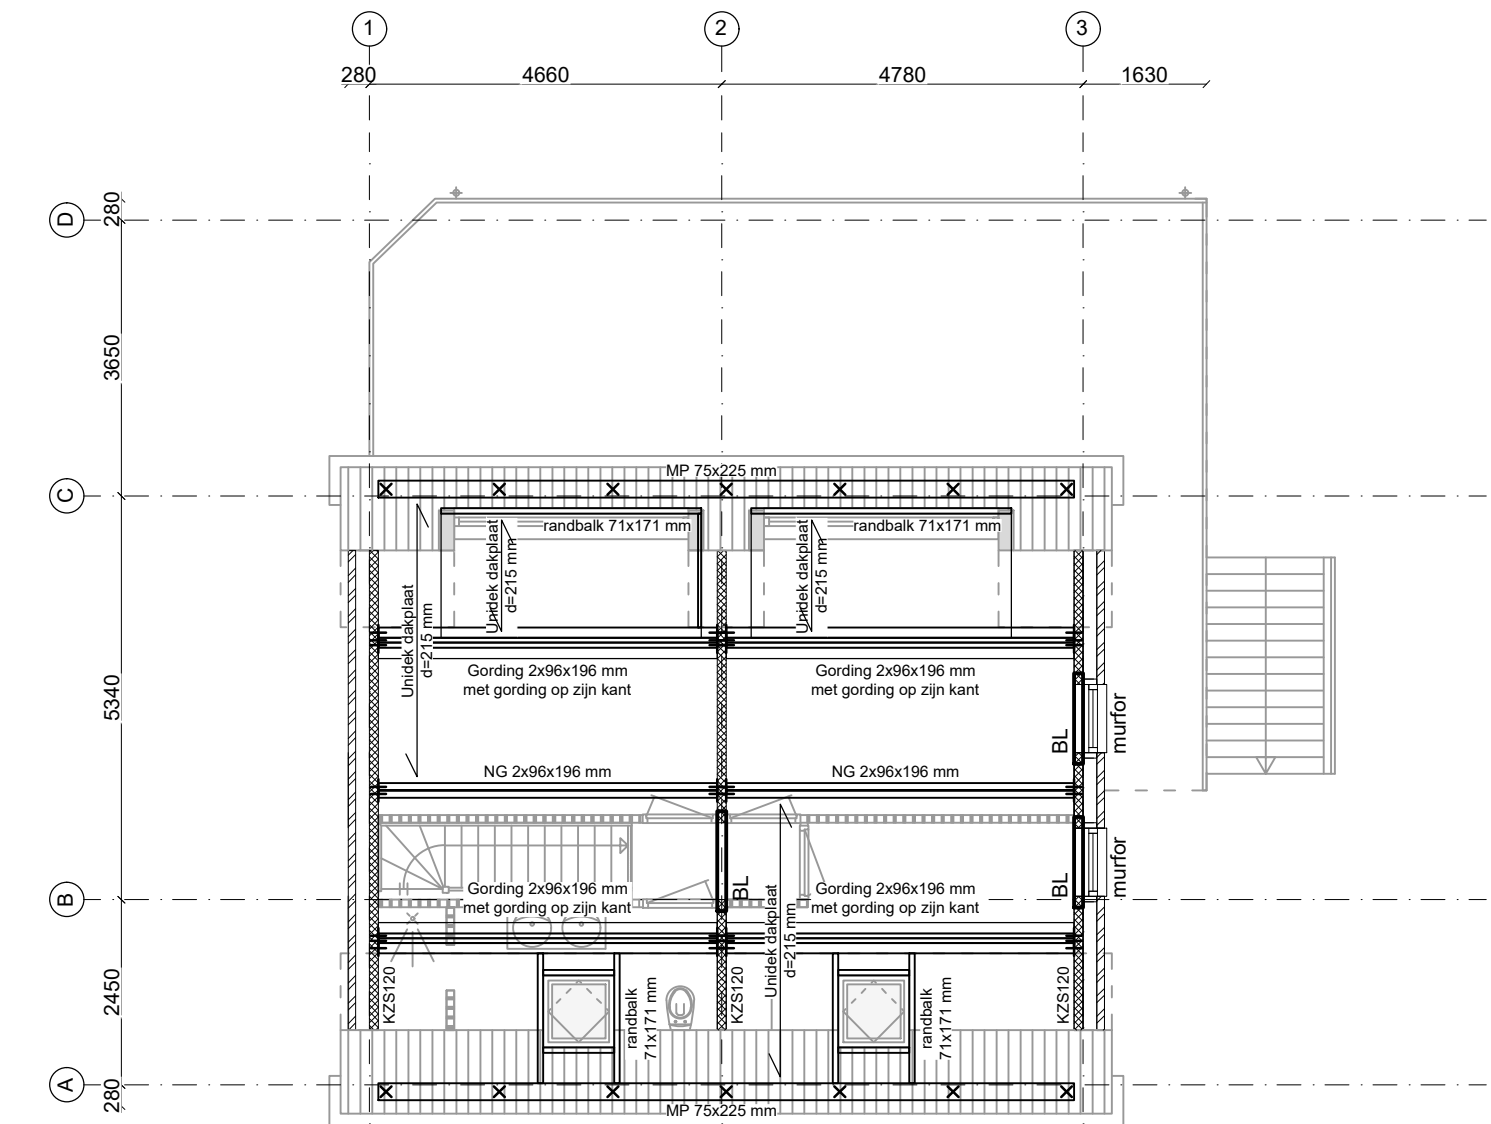 1
2
3
280
4660
4780
1630
D
280
3650
C
5340
B
2450
A
280
MP 75x225 mm
randbalk 71x171 mm
randbalk 71x171 mm
Unidek dakplaat
d=215 mm
Unidek dakplaat
d=215 mm
Unidek dakplaat
d=215 mm
Gording 2x96x196 mm
met gording op zijn kant
Gording 2x96x196 mm
met gording op zijn kant
BL
murfor
NG 2x96x196 mm
NG 2x96x196 mm
Gording 2x96x196 mm
met gording op zijn kant
BL
Gording 2x96x196 mm
met gording op zijn kant
BL
murfor
Unidek dakplaat
d=215 mm
KZS120
KZS120
KZS120
randbalk
71x171 mm
randbalk
71x171 mm
MP 75x225 mm